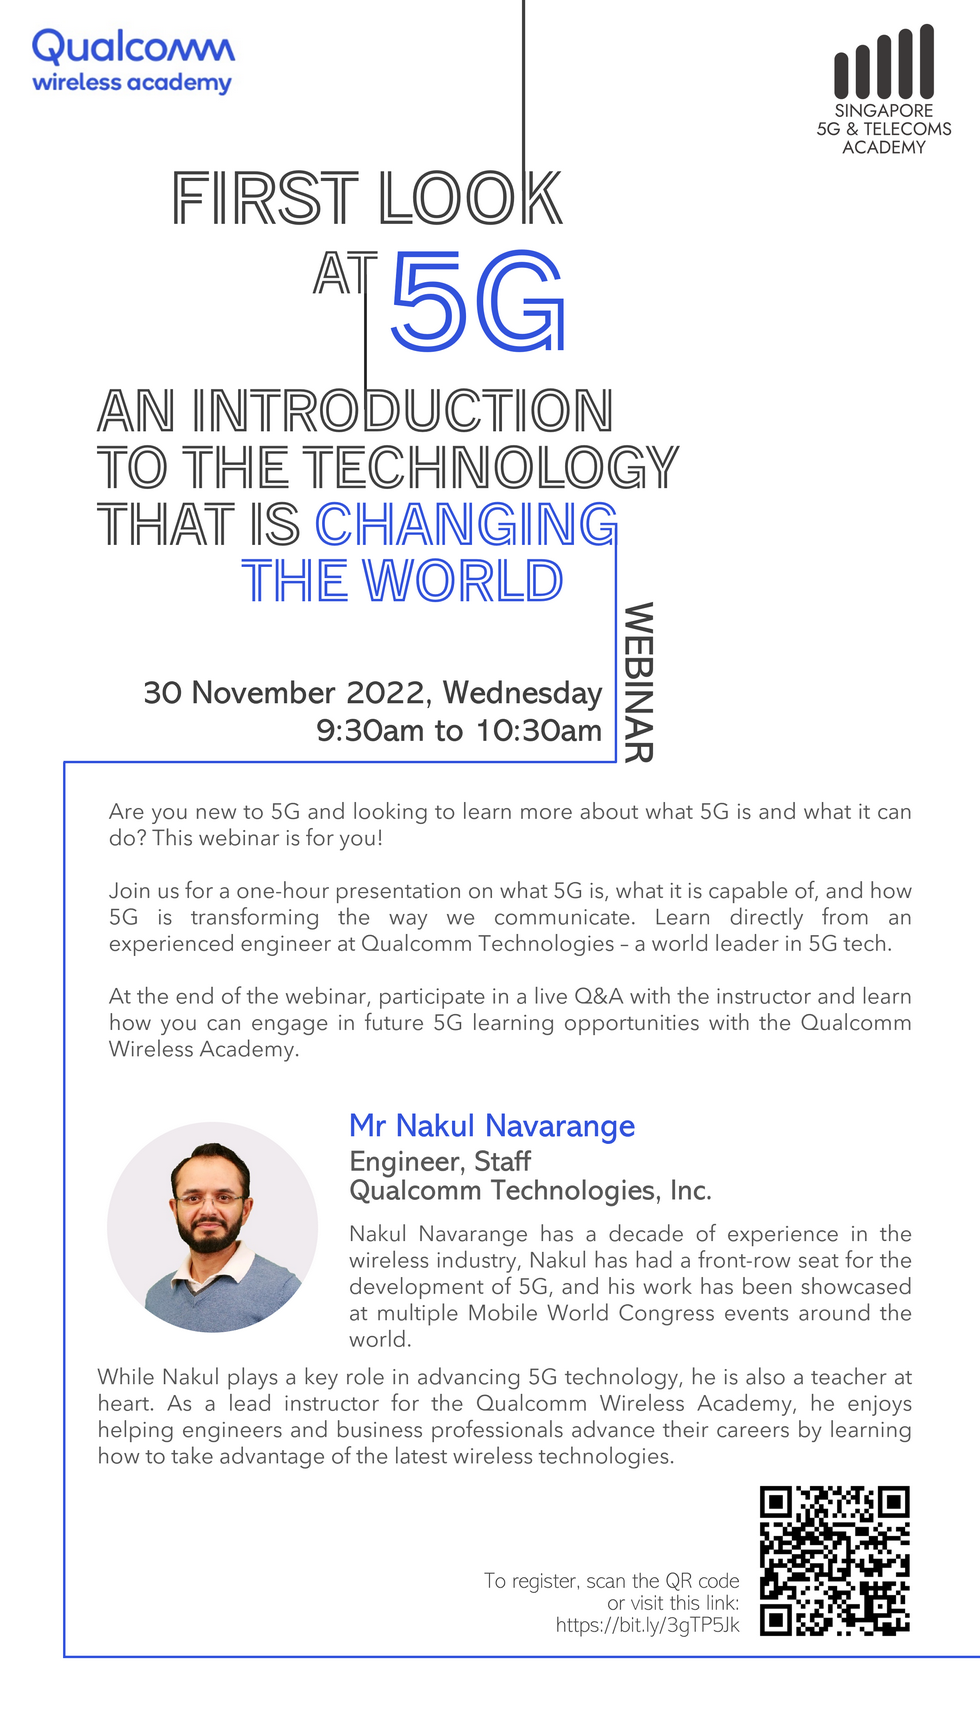 Qualcomm
wireless academy
SINGAPORE
5G & TELECOMS
ACADEMY
FIRST LOOK
AT 5G
AN INTRODUCTION
TO THE TECHNOLOGY
THAT IS CHANGING
THE WORLD
WEBINAR
30 November 2022, Wednesday
9:30am to 10:30am
Are you new to 5G and looking to learn more about what 5G is and what it can
do? This webinar is for you!
Join us for a one-hour presentation on what 5G is, what it is capable of, and how
5G is transforming the way we communicate. Learn directly from an
experienced engineer at Qualcomm Technologies – a world leader in 5G tech.
At the end of the webinar, participate in a live Q&A with the instructor and learn
how you can engage in future 5G learning opportunities with the Qualcomm
Wireless Academy.
Mr Nakul Navarange
Engineer, Staff
Qualcomm Technologies, Inc.
Nakul Navarange has a decade of experience in the
wireless industry, Nakul has had a front-row seat for the
development of 5G, and his work has been showcased
at multiple Mobile World Congress events around the
world.
While Nakul plays a key role in advancing 5G technology, he is also a teacher at
heart. As a lead instructor for the Qualcomm Wireless Academy, he enjoys
helping engineers and business professionals advance their careers by learning
how to take advantage of the latest wireless technologies.
To register, scan the QR code
or visit this link:
https://bit.ly/3gTP5Jk